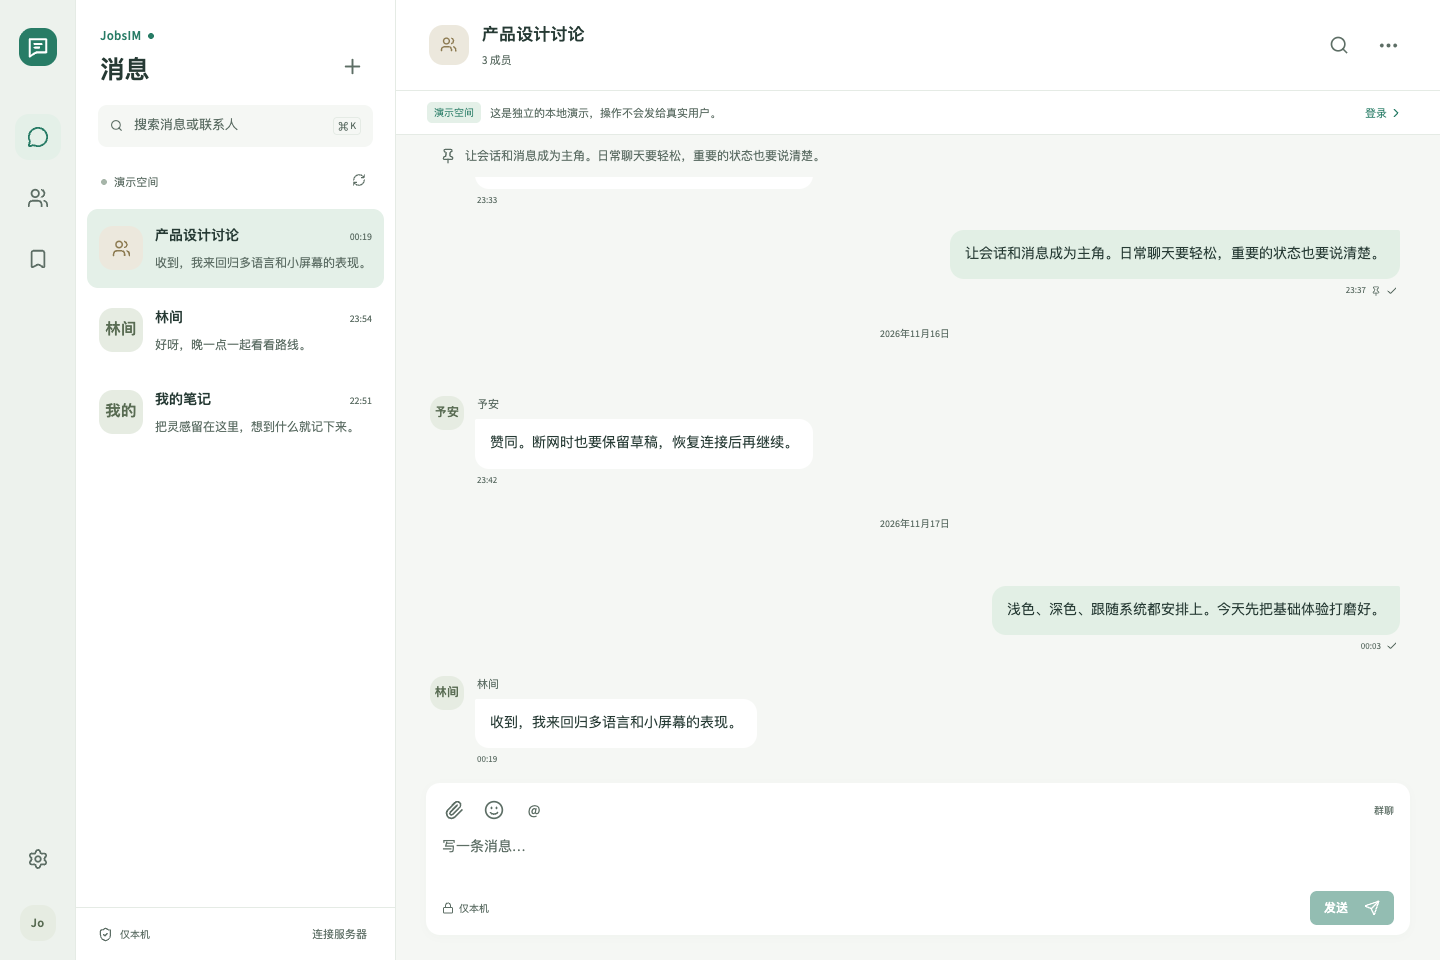 JobsIM
消息
搜索消息或联系人
⌘K
演示空间
产品设计讨论
00:19
收到，我来回归多语言和小屏幕的表现。
林间
林间
23:54
好呀，晚一点一起看看路线。
我的
我的笔记
22:51
把灵感留在这里，想到什么就记下来。
Jo
仅本机
连接服务器
产品设计讨论
3 成员
演示空间
这是独立的本地演示，操作不会发给真实用户。
登录
让会话和消息成为主角。日常聊天要轻松，重要的状态也要说清楚。
23:33
让会话和消息成为主角。日常聊天要轻松，重要的状态也要说清楚。
23:37
2026年11月16日
予安
予安
赞同。断网时也要保留草稿，恢复连接后再继续。
23:42
2026年11月17日
浅色、深色、跟随系统都安排上。今天先把基础体验打磨好。
00:03
林间
林间
收到，我来回归多语言和小屏幕的表现。
00:19
@
群聊
写一条消息...
仅本机
发送